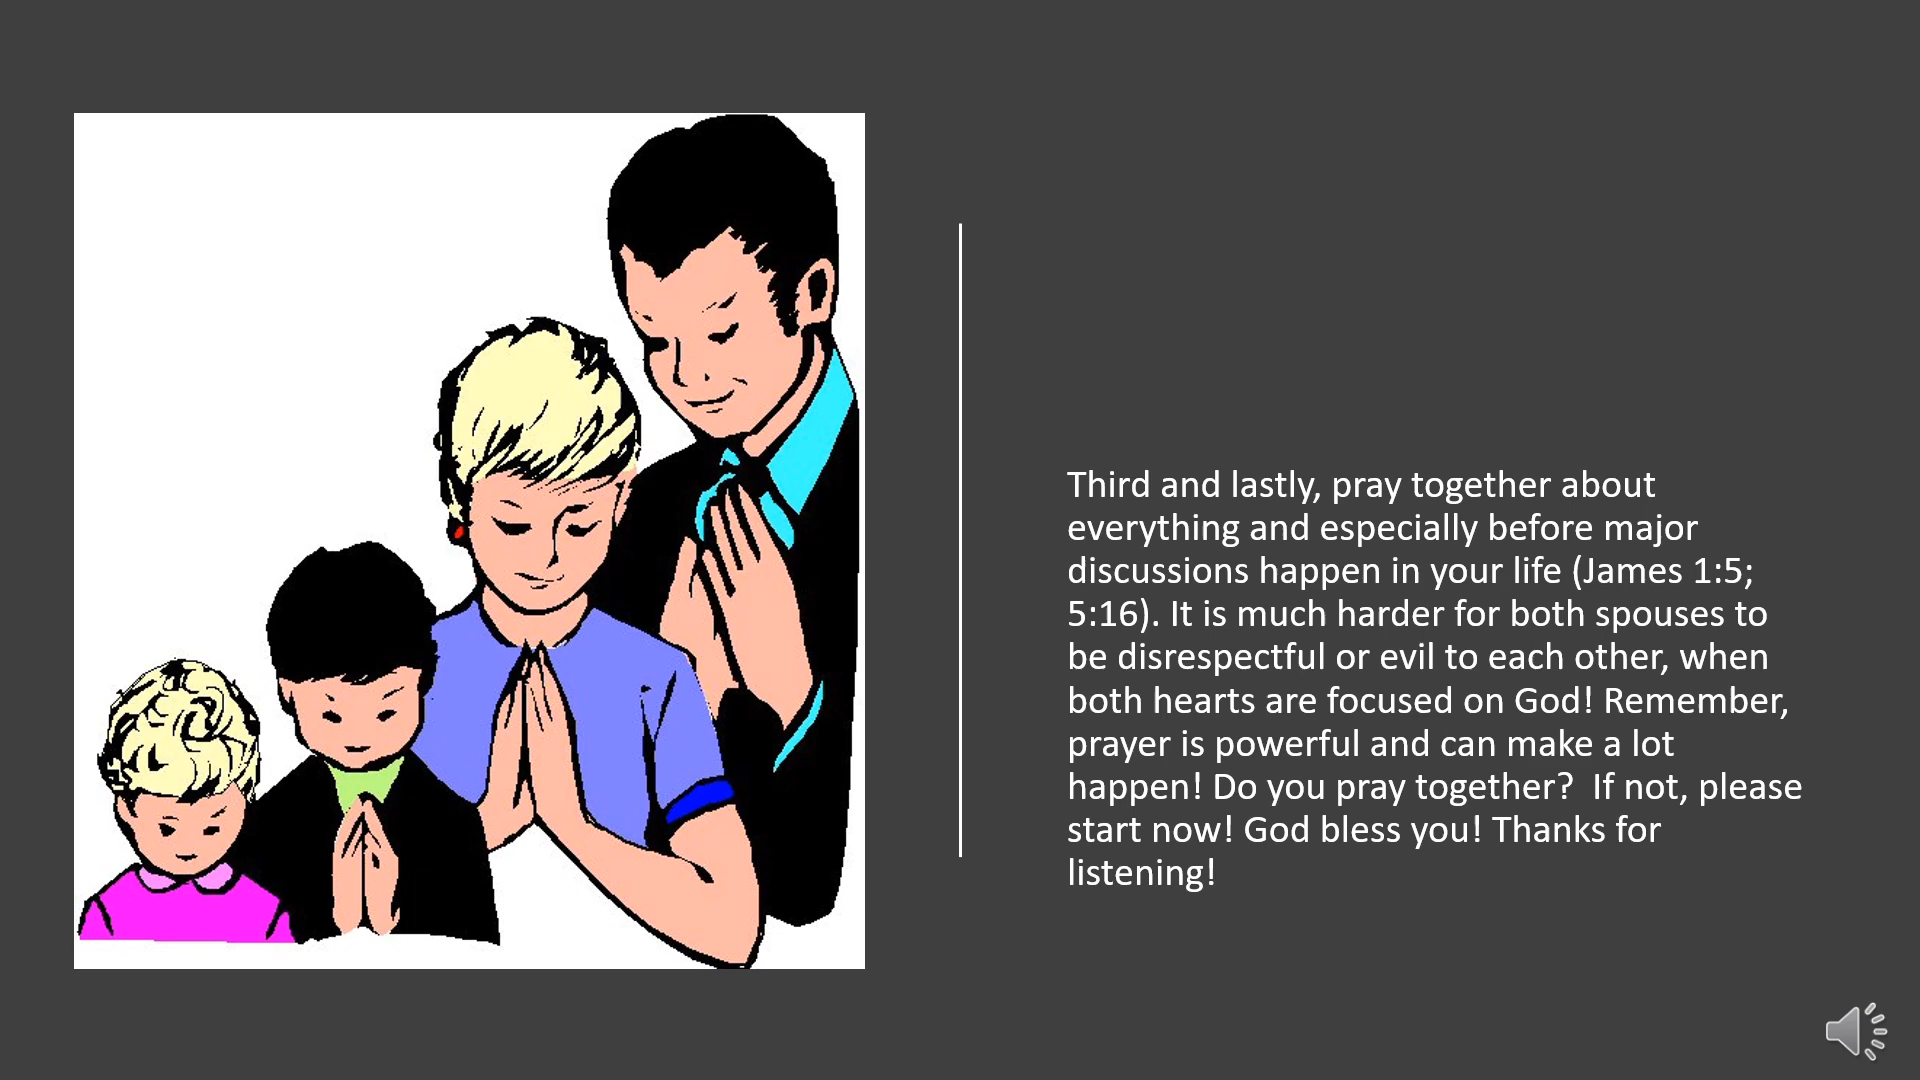 Third and lastly, pray together about
everything and especially before major
discussions happen in your life (James 1:5;
5:16). It is much harder for both spouses to
be disrespectful or evil to each other, when
both hearts are focused on God! Remember,
prayer is powerful and can make a lot
happen! Do you pray together?  If not, please
start now! God bless you! Thanks for
listening!